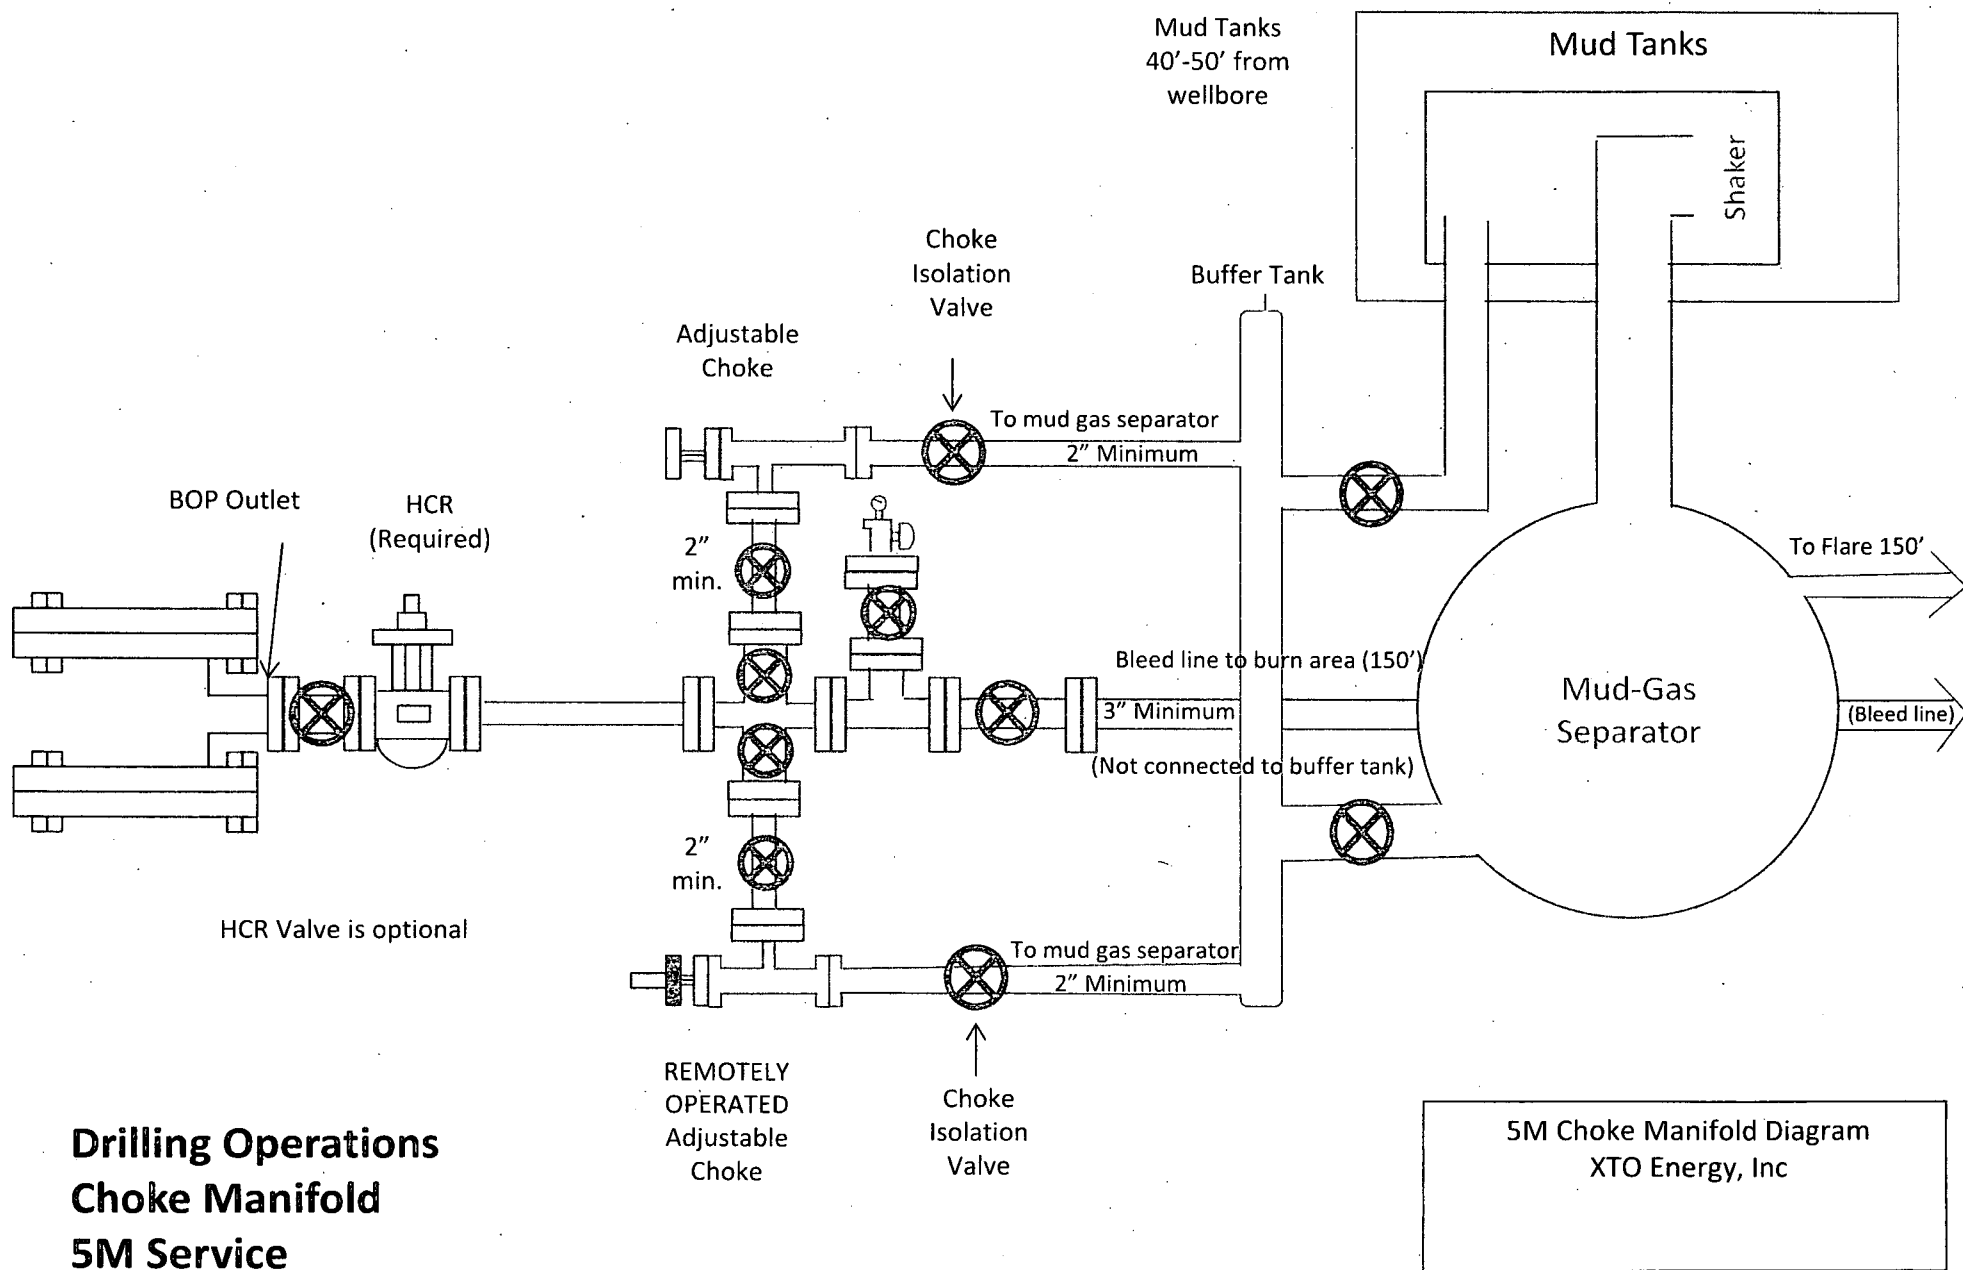 Mud Tanks
40'-50' from
wellbore
Mud Tanks
Shaker
Choke
Isolation
Valve
Buffer Tank
Adjustable
Choke
To mud gas separator
2" Minimum
BOP Outlet
HCR
(Required)
2"
min.
To Flare 150'
Bleed line to burn area (150')
3" Minimum
(Not connected to buffer tank)
Mud-Gas
Separator
(Bleed line)
2"
min.
HCR Valve is optional
To mud gas separator
2" Minimum
REMOTELY
OPERATED
Adjustable
Choke
Choke
Isolation
Valve
Drilling Operations
Choke Manifold
5M Service
5M Choke Manifold Diagram
XTO Energy, Inc